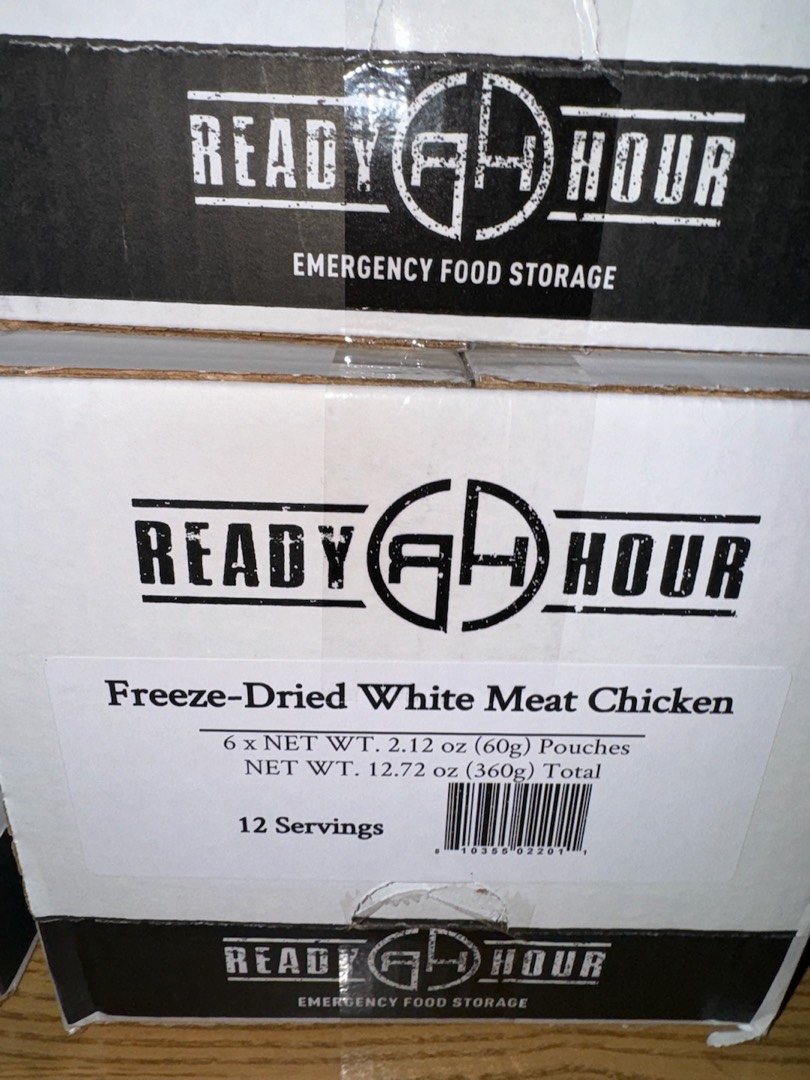 READY RH HOUR
EMERGENCY FOOD STORAGE
READY RH HOUR
Freeze-Dried White Meat Chicken
6 x NET WT. 2.12 oz (60g) Pouches
NET WT. 12.72 oz (360g) Total
12 Servings
8 10355 02201 1
READY RH HOUR
EMERGENCY FOOD STORAGE